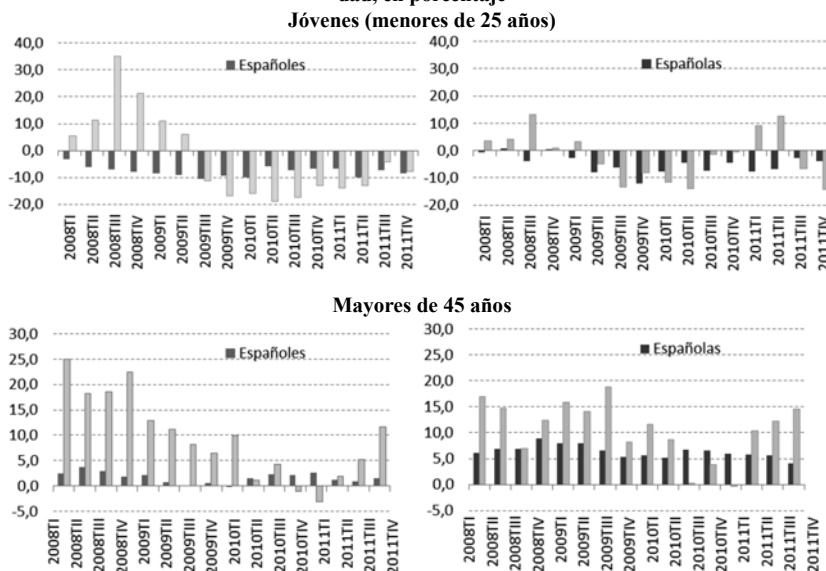 dad, en porcentaje
Jóvenes (menores de 25 años)
40,0
30,0
20,0
10,0
0,0
-10,0
-20,0
Españoles
2008TI
2008TII
2008TIII
2008TIV
2009TI
2009TII
2009TIII
2009TIV
2010TI
2010TII
2010TIII
2010TIV
2011TI
2011TII
2011TIII
2011TIV
40,0
30,0
20,0
10,0
0,0
-10,0
-20,0
Españolas
2008TI
2008TII
2008TIII
2008TIV
2009TI
2009TII
2009TIII
2009TIV
2010TI
2010TII
2010TIII
2010TIV
2011TI
2011TII
2011TIII
2011TIV
Mayores de 45 años
30,0
25,0
20,0
15,0
10,0
5,0
0,0
-5,0
Españoles
2008TI
2008TII
2008TIII
2008TIV
2009TI
2009TII
2009TIII
2009TIV
2010TI
2010TII
2010TIII
2010TIV
2011TI
2011TII
2011TIII
2011TIV
30,0
25,0
20,0
15,0
10,0
5,0
0,0
-5,0
Españolas
2008TI
2008TII
2008TIII
2008TIV
2009TI
2009TII
2009TIII
2009TIV
2010TI
2010TII
2010TIII
2010TIV
2011TI
2011TII
2011TIII
2011TIV